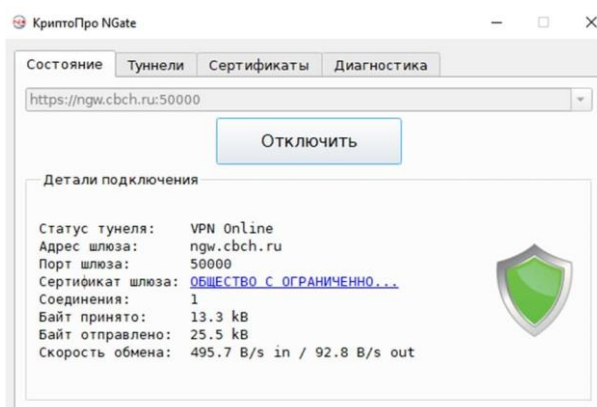 КриптоПро NGate
Состояние Туннели Сертификаты Диагностика
https://ngw.cbch.ru:50000
Отключить
Детали подключения
Статус тунеля: VPN Online
Адрес шлюза: ngw.cbch.ru
Порт шлюза: 50000
Сертификат шлюза: ОБЩЕСТВО С ОГРАНИЧЕННО...
Соединения: 1
Байт принято: 13.3 kB
Байт отправлено: 25.5 kB
Скорость обмена: 495.7 B/s in / 92.8 B/s out